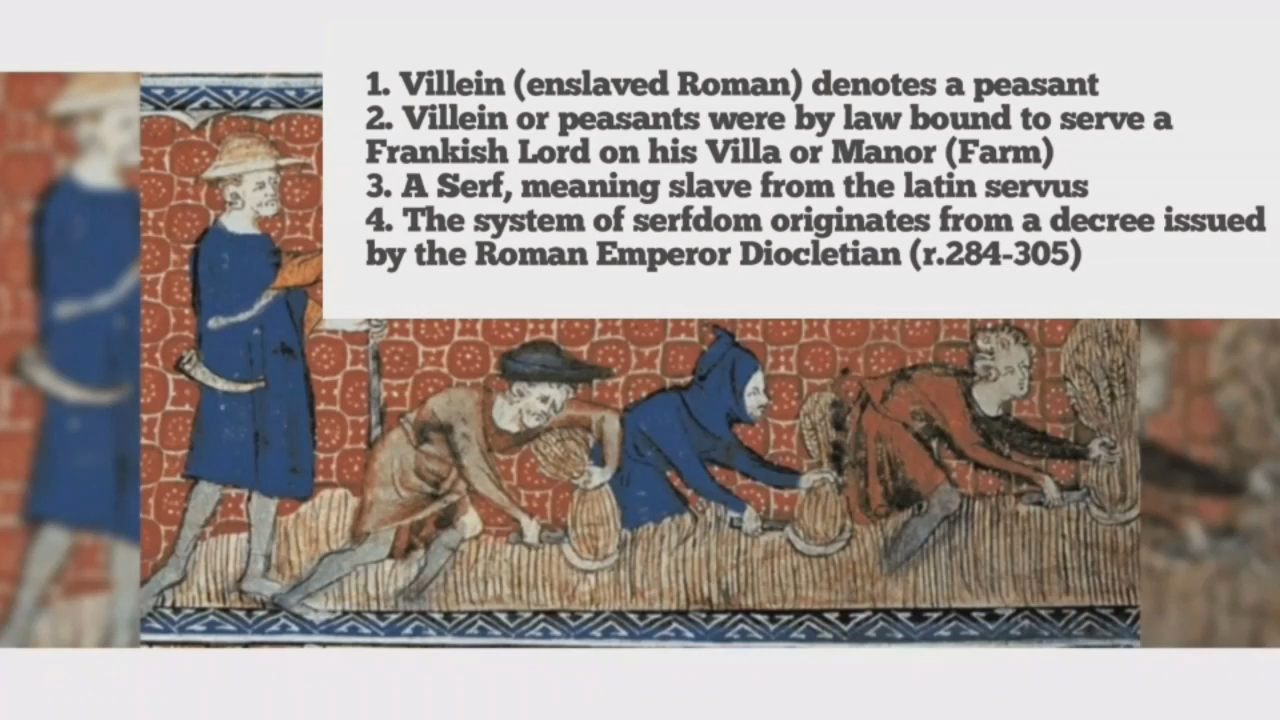 1. Villein (enslaved Roman) denotes a peasant
2. Villein or peasants were by law bound to serve a
Frankish Lord on his Villa or Manor (Farm)
3. A Serf, meaning slave from the latin servus
4. The system of serfdom originates from a decree issued
by the Roman Emperor Diocletian (r.284-305)